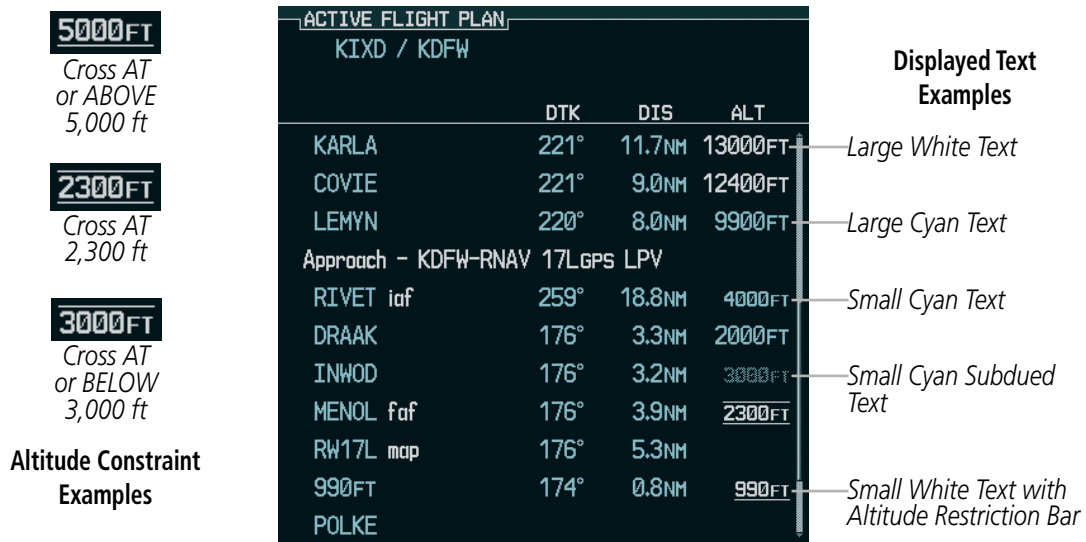 5000FT
Cross AT
or ABOVE
5,000 ft
2300FT
Cross AT
2,300 ft
3000FT
Cross AT
or BELOW
3,000 ft
Altitude Constraint
Examples
ACTIVE FLIGHT PLAN
KIXD / KDFW
DTK DIS ALT
KARLA 221° 11.7NM 13000FT
COVIE 221° 9.0NM 12400FT
LEMYN 220° 8.0NM 9900FT
Approach - KDFW-RNAV 17LGPS LPV
RIVET iaf 259° 18.8NM 4000FT
DRAAK 176° 3.3NM 2000FT
INWOD 176° 3.2NM 3000FT
MENOL faf 176° 3.9NM 2300FT
RW17L map 176° 5.3NM
990FT 174° 0.8NM 990FT
POLKE
Displayed Text
Examples
Large White Text
Large Cyan Text
Small Cyan Text
Small Cyan Subdued
Text
Small White Text with
Altitude Restriction Bar